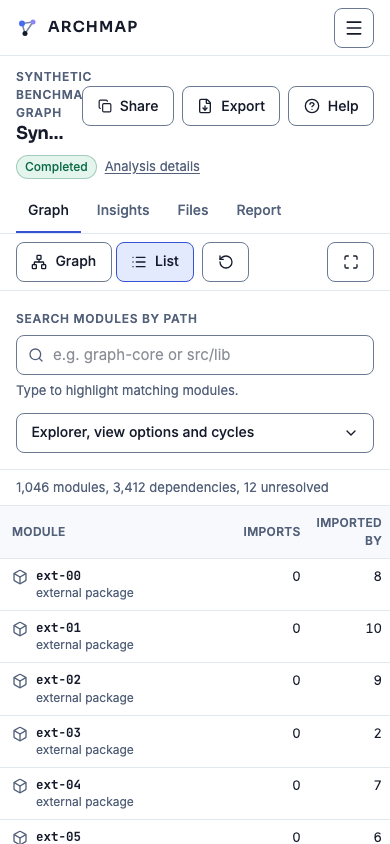 ARCHMAP
SYNTHETIC
BENCHMA
GRAPH
Syn...
Share
Export
Help
Completed
Analysis details
Graph
Insights
Files
Report
Graph
List
SEARCH MODULES BY PATH
e.g. graph-core or src/lib
Type to highlight matching modules.
Explorer, view options and cycles
1,046 modules, 3,412 dependencies, 12 unresolved
MODULE IMPORTS IMPORTED BY
ext-00 0 8
external package
ext-01 0 10
external package
ext-02 0 9
external package
ext-03 0 2
external package
ext-04 0 7
external package
ext-05 0 6